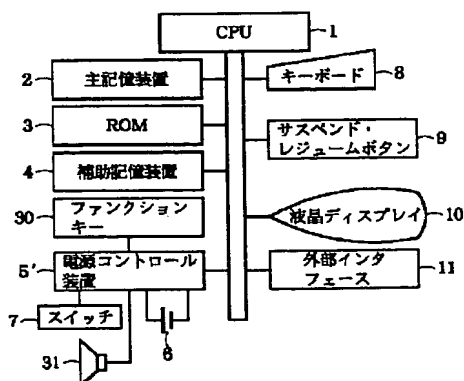 CPU
1
2
主記憶装置
キーボード
8
3
ROM
サスペンド・
レジュームボタン
9
4
補助記憶装置
30
ファンクション
キー
液晶ディスプレイ
10
5'
電源コントロール
装置
外部インタ
フェース
11
7
スイッチ
6
31